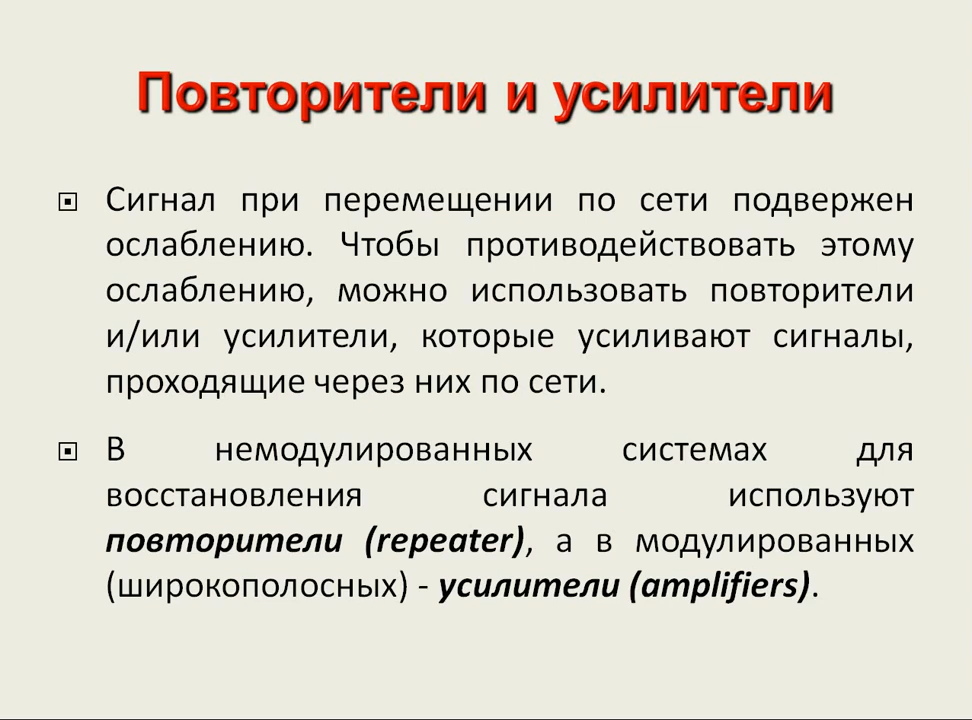 Повторители и усилители
Сигнал при перемещении по сети подвержен
ослаблению. Чтобы противодействовать этому
ослаблению, можно использовать повторители
и/или усилители, которые усиливают сигналы,
проходящие через них по сети.
В немодулированных системах для
восстановления сигнала используют
повторители (repeater), а в модулированных
(широкополосных) - усилители (amplifiers).